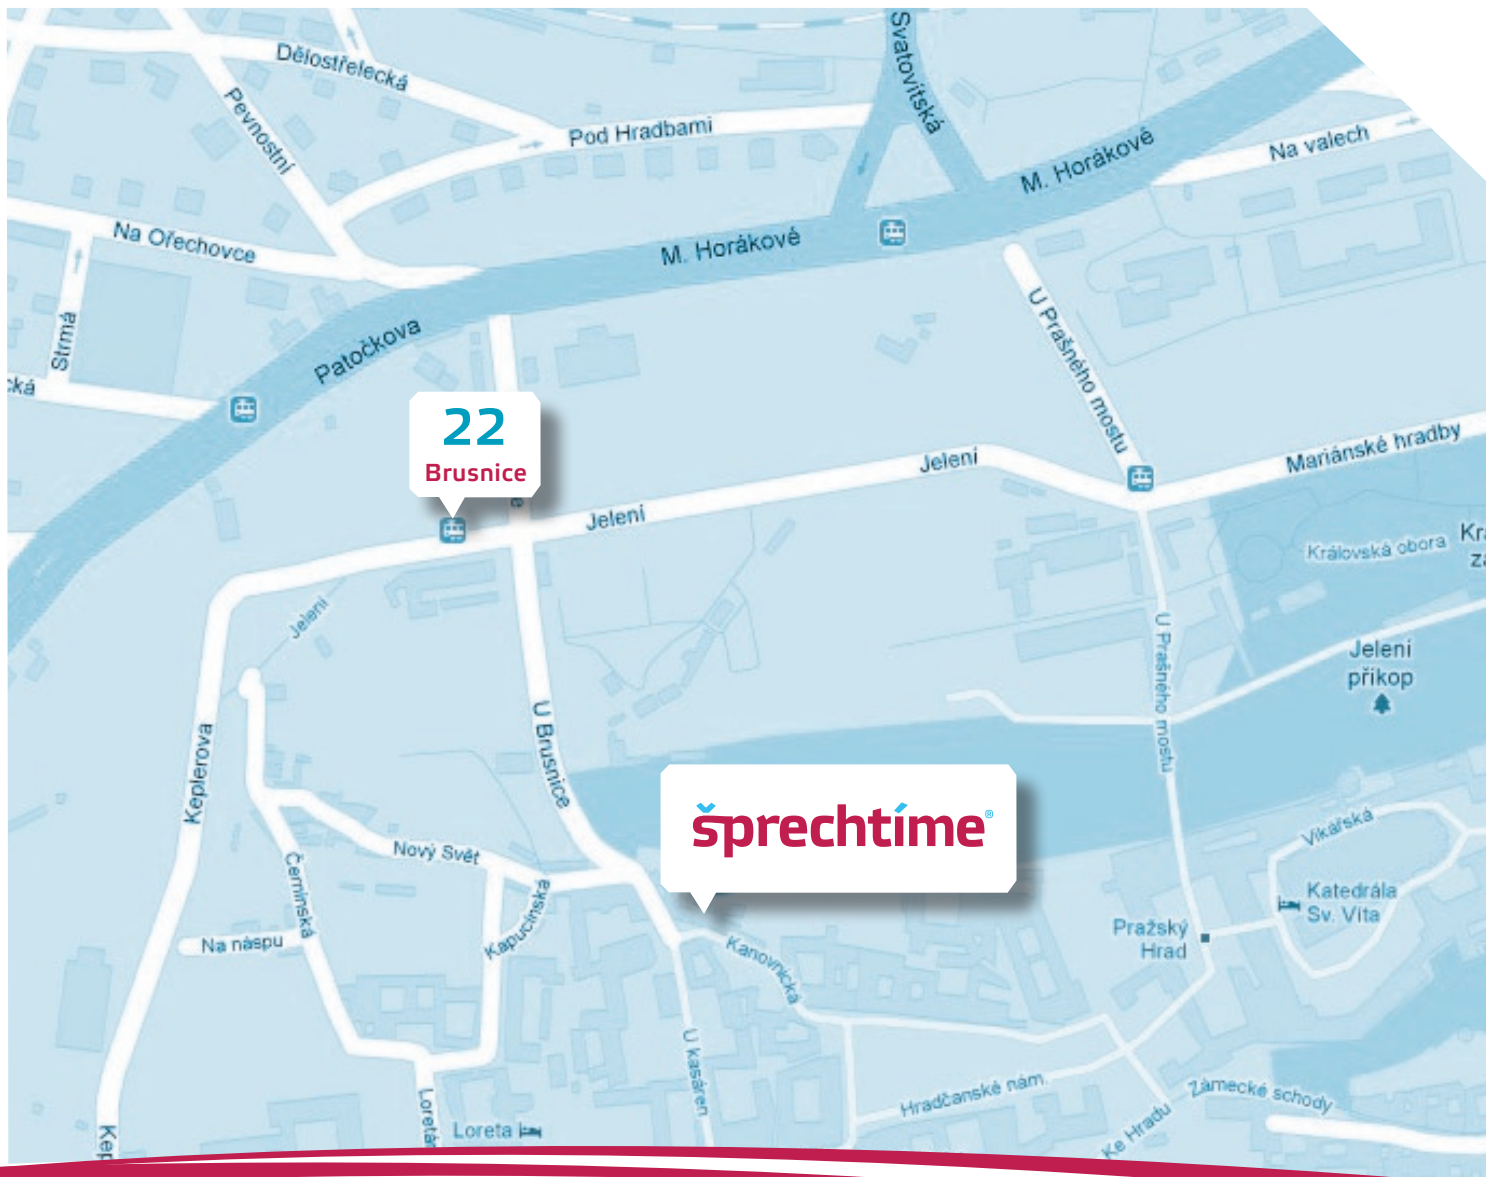 Svatovítská
Dělostřelecká
Pod Hradbami
Pevnostní
Na valech
M. Horákové
M. Horákové
Na Ořechovce
Strmá
Patočkova
U Prašného mostu
22
Brusnice
Mariánské hradby
Jelení
Jelení
Královská obora
Jelení
U Prašného mostu
Jelení
příkop
Keplerova
U Brusnice
šprechtíme®
Vikářská
Nový Svět
Černínská
Kapucínská
Katedrála
Sv. Víta
Na náspu
Kanovnická
Pražský
Hrad
U kasáren
Hradčanské nám.
Zámecké schody
Ke Hradu
Loreta